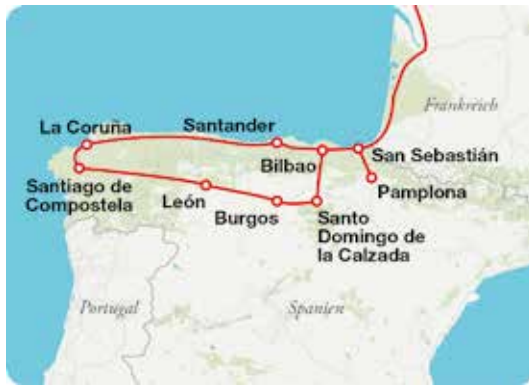 Frankreich
La Coruña
Santander
Bilbao
San Sebastián
Santiago de
Compostela
León
Pamplona
Burgos
Santo
Domingo de
la Calzada
Portugal
Spanien